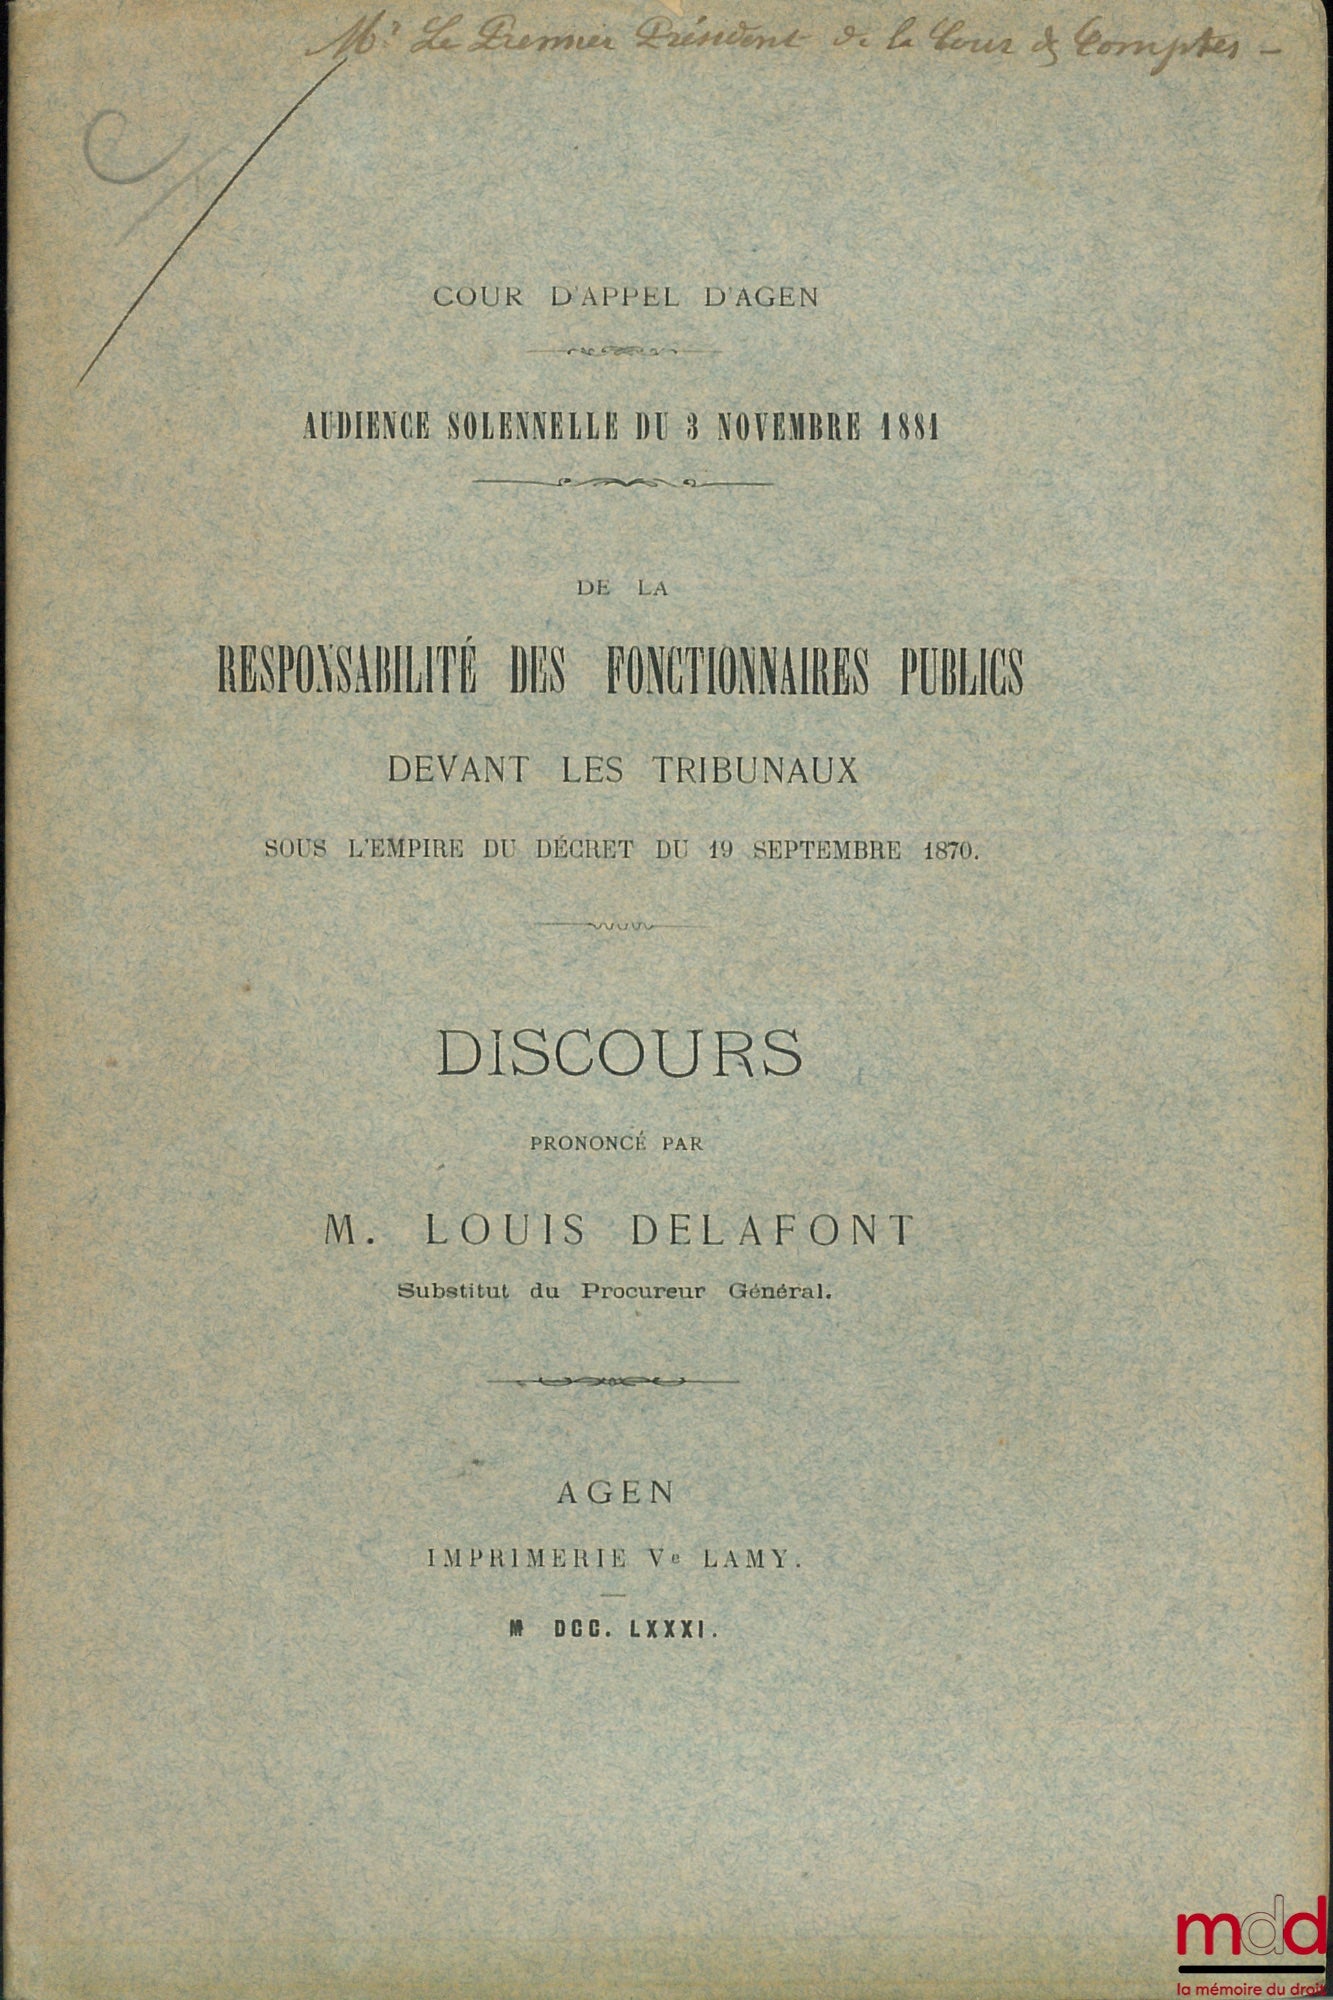 Mr Le Premier Président de la Cour des Comptes –
COUR D'APPEL D'AGEN
AUDIENCE SOLENNELLE DU 3 NOVEMBRE 1881
DE LA
RESPONSABILITÉ DES FONCTIONNAIRES PUBLICS
DEVANT LES TRIBUNAUX
SOUS L'EMPIRE DU DÉCRET DU 19 SEPTEMBRE 1870.
DISCOURS
PRONONCÉ PAR
M. LOUIS DELAFONT
Substitut du Procureur Général.
AGEN
IMPRIMERIE Ve LAMY.
M DCC. LXXXI.
mdd
la mémoire du droit